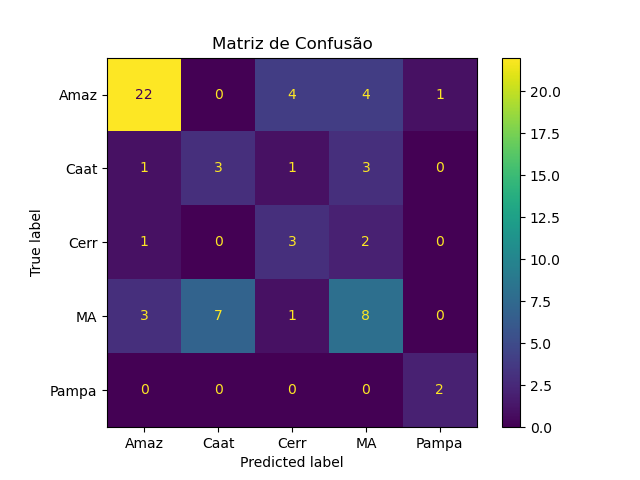 Matriz de Confusão
Amaz 22 0 4 4 1
Caat 1 3 1 3 0
Cerr 1 0 3 2 0
MA 3 7 1 8 0
Pampa 0 0 0 0 2
Amaz Caat Cerr MA Pampa
Predicted label
True label
20.0
17.5
15.0
12.5
10.0
7.5
5.0
2.5
0.0